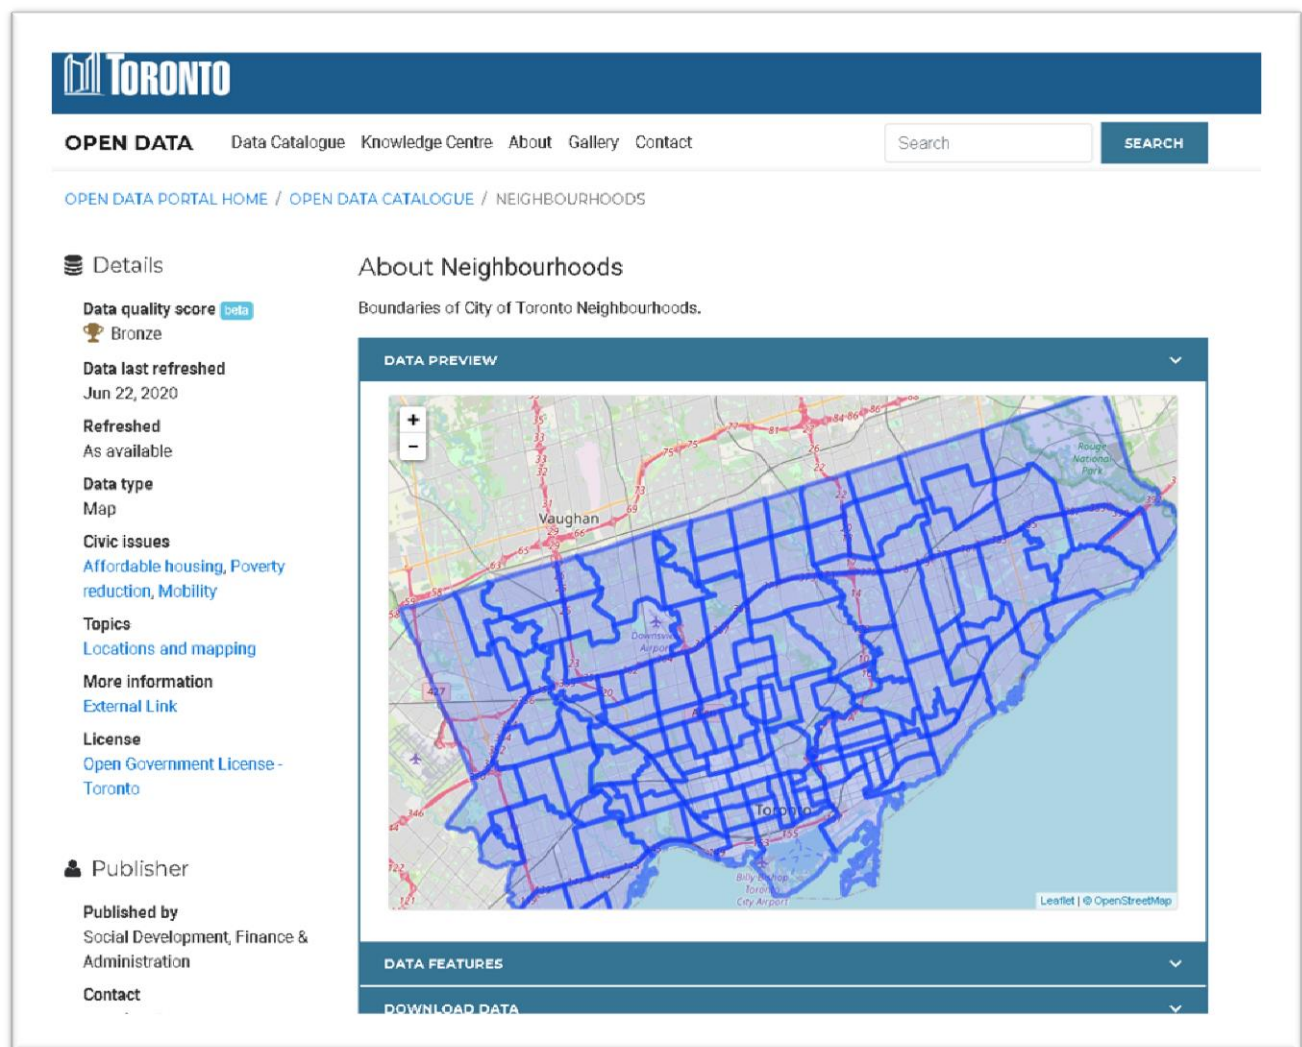 TORONTO
OPEN DATA Data Catalogue Knowledge Centre About Gallery Contact Search SEARCH
OPEN DATA PORTAL HOME / OPEN DATA CATALOGUE / NEIGHBOURHOODS
Details
Data quality score beta
Bronze
Data last refreshed
Jun 22, 2020
Refreshed
As available
Data type
Map
Civic issues
Affordable housing, Poverty
reduction, Mobility
Topics
Locations and mapping
More information
External Link
License
Open Government License -
Toronto
Publisher
Published by
Social Development, Finance &
Administration
Contact
About Neighbourhoods
Boundaries of City of Toronto Neighbourhoods.
DATA PREVIEW
+
−
Vaughan
Rouge
National
Park
Downsview
Airport
427
Toronto
Billy Bishop
Toronto
City Airport
Leaflet | © OpenStreetMap
DATA FEATURES
DOWNLOAD DATA